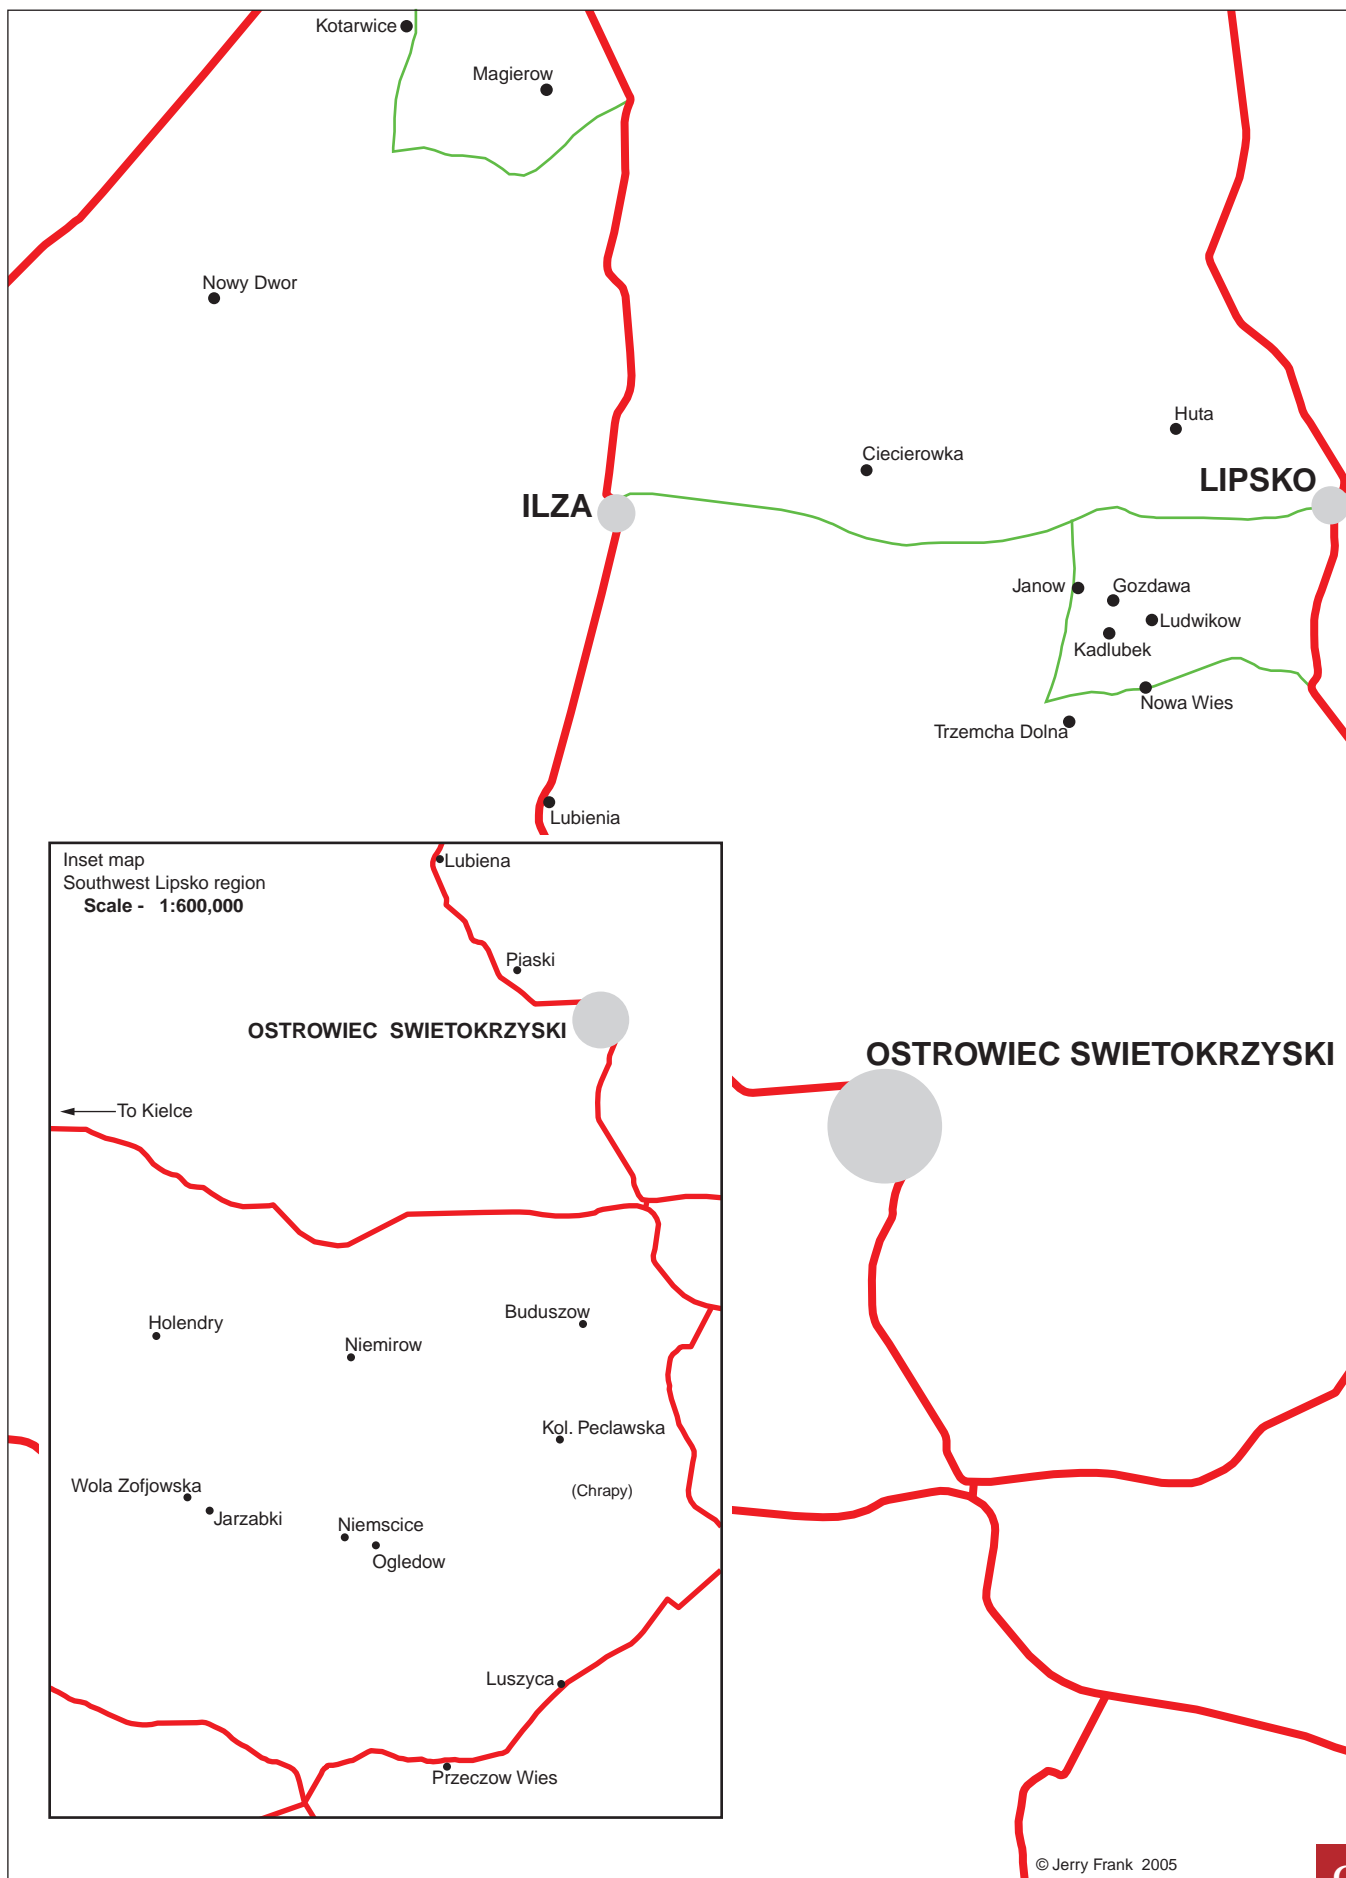 Kotarwice
Magierow
Nowy Dwor
Huta
Ciecierowka
LIPSKO
ILZA
Janow
Gozdawa
Ludwikow
Kadlubek
Nowa Wies
Trzemcha Dolna
Lubienia
Inset map
Southwest Lipsko region
Scale - 1:600,000
Lubiena
Piaski
OSTROWIEC SWIETOKRZYSKI
OSTROWIEC SWIETOKRZYSKI
To Kielce
Holendry
Buduszow
Niemirow
Kol. Peclawska
(Chrapy)
Wola Zofjowska
Jarzabki
Niemscice
Ogledow
Luszyca
Przeczow Wies
© Jerry Frank 2005